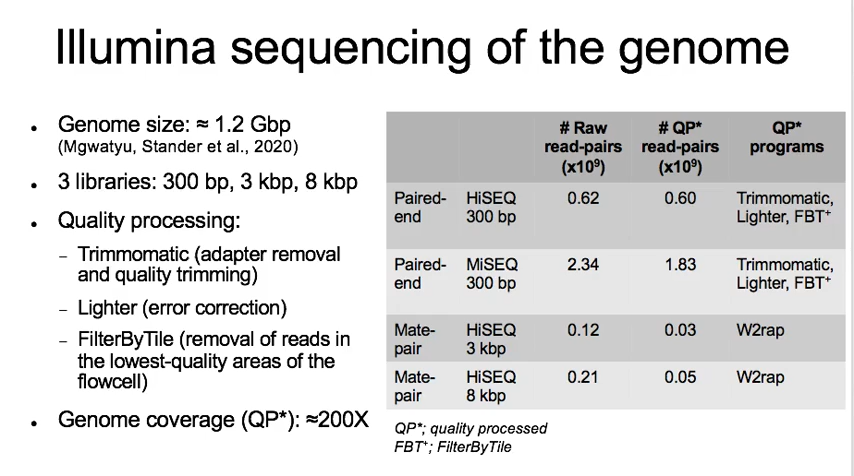 Illumina sequencing of the genome
• Genome size: ≈ 1.2 Gbp
(Mgwatyu, Stander et al., 2020)
• 3 libraries: 300 bp, 3 kbp, 8 kbp
• Quality processing:
– Trimmomatic (adapter removal
and quality trimming)
– Lighter (error correction)
– FilterByTile (removal of reads in
the lowest-quality areas of the
flowcell)
• Genome coverage (QP*): ≈200X
# Raw read-pairs (x10⁹) # QP* read-pairs (x10⁹) QP* programs
Paired-end HiSEQ 300 bp 0.62 0.60 Trimmomatic, Lighter, FBT⁺
Paired-end MiSEQ 300 bp 2.34 1.83 Trimmomatic, Lighter, FBT⁺
Mate-pair HiSEQ 3 kbp 0.12 0.03 W2rap
Mate-pair HiSEQ 8 kbp 0.21 0.05 W2rap
QP*; quality processed
FBT⁺; FilterByTile